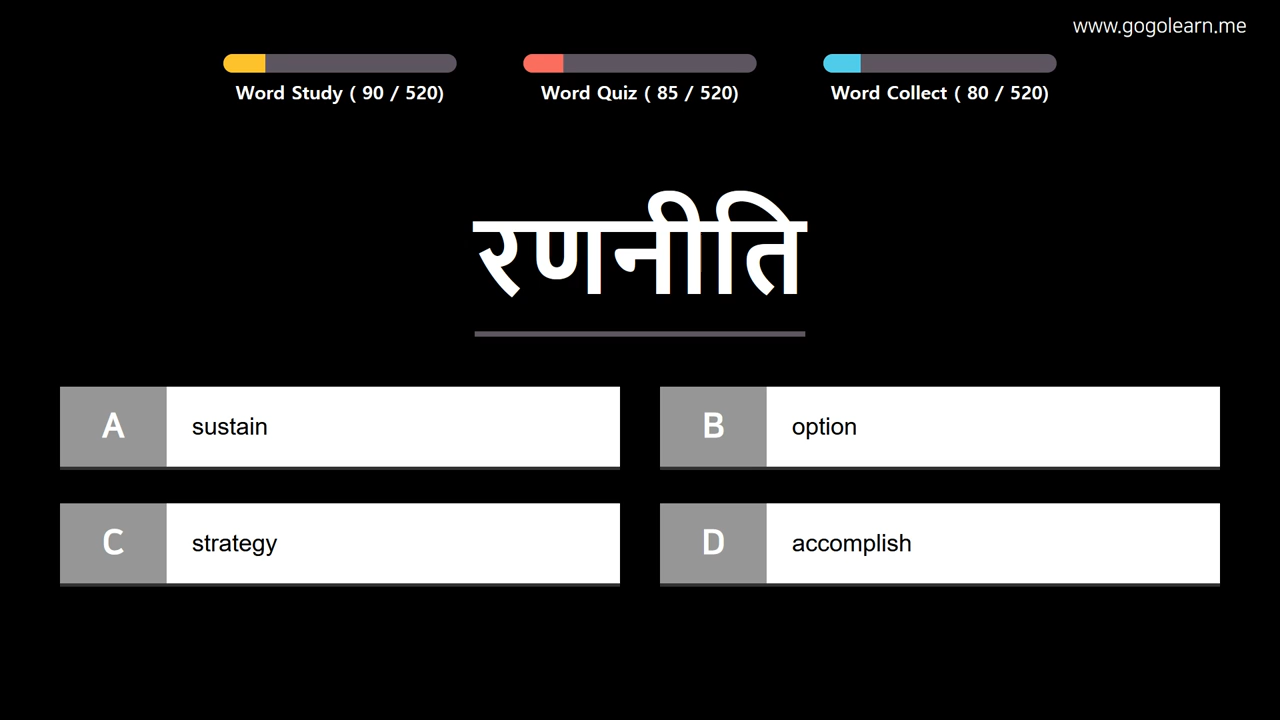 www.gogolearn.me
Word Study ( 90 / 520)
Word Quiz ( 85 / 520)
Word Collect ( 80 / 520)
रणनीति
A
sustain
B
option
C
strategy
D
accomplish